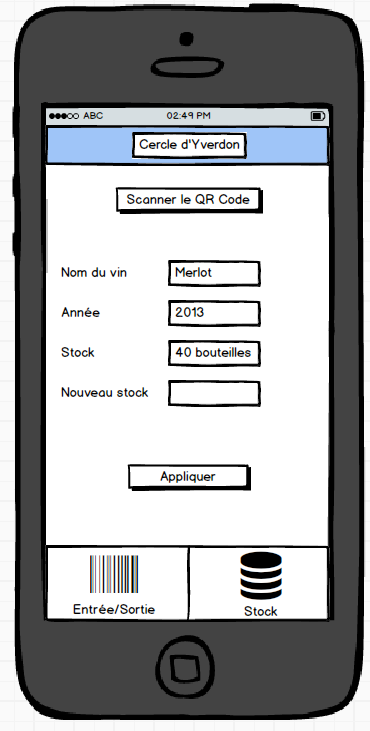 ABC 02:49 PM
Cercle d'Yverdon
Scanner le QR Code
Nom du vin Merlot
Année 2013
Stock 40 bouteilles
Nouveau stock
Appliquer
Entrée/Sortie Stock